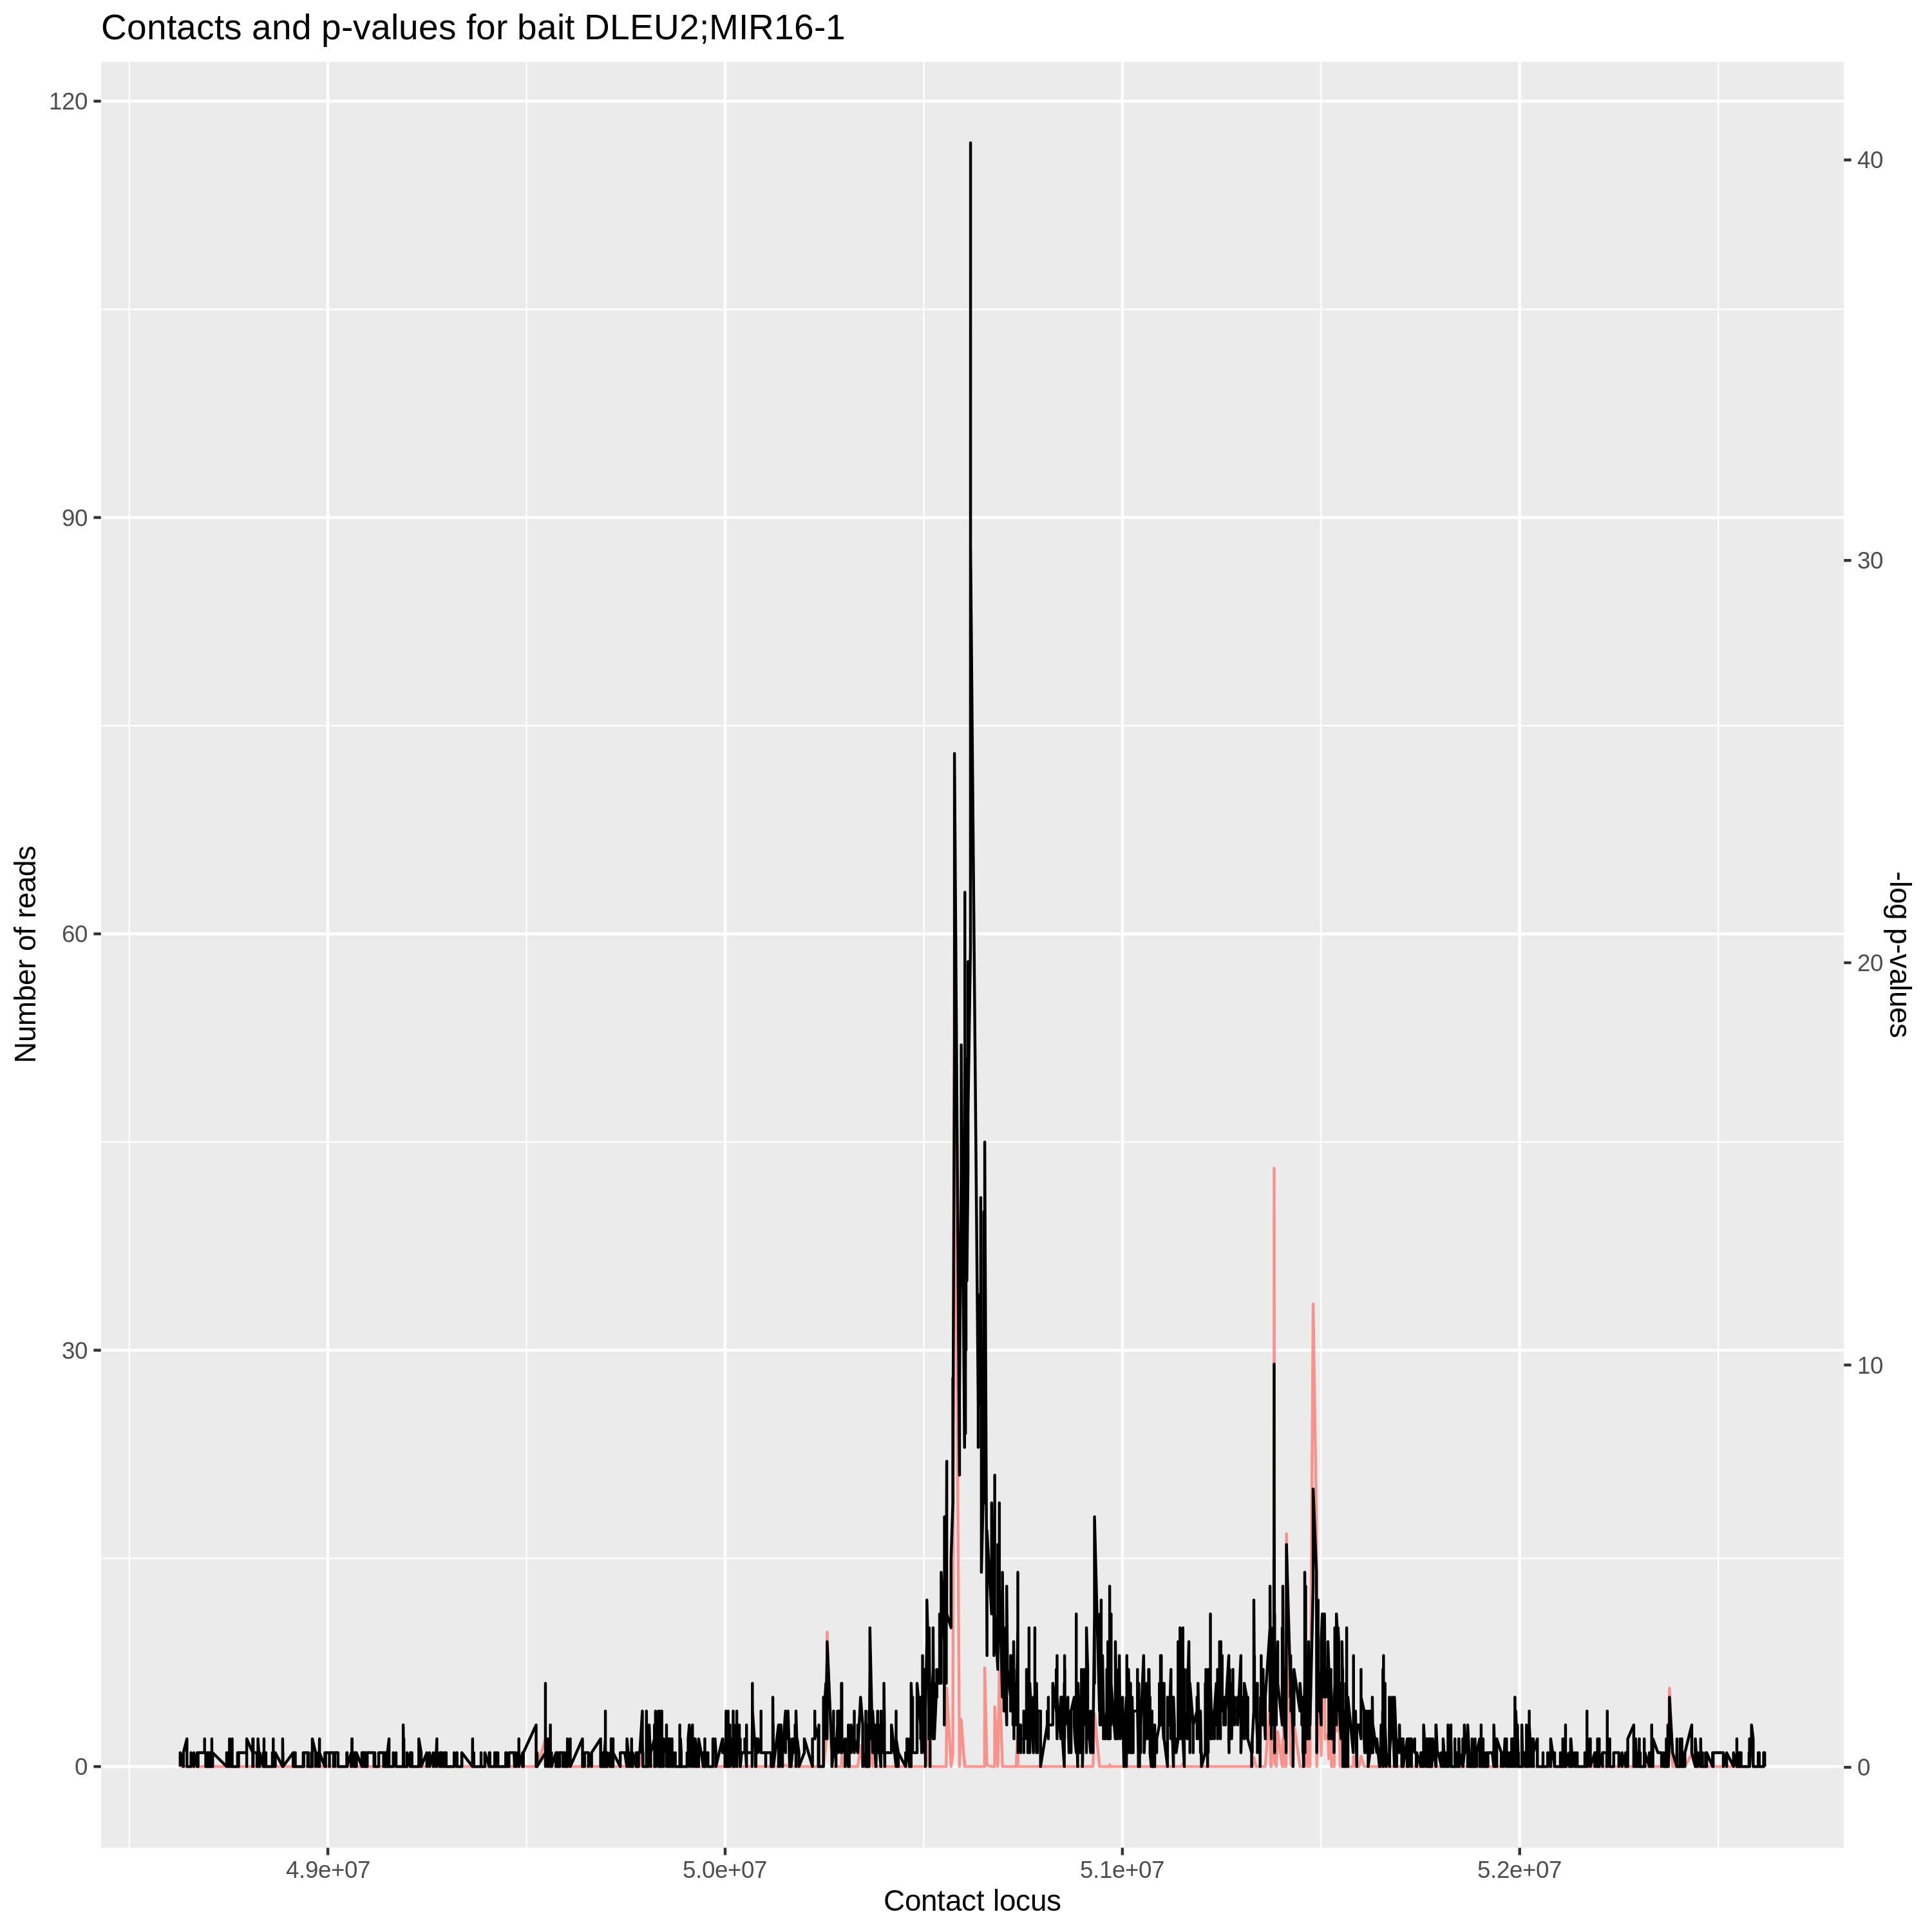 Contacts and p-values for bait DLEU2;MIR16-1
120
90
60
30
0
Number of reads
40
30
20
10
0
-log p-values
4.9e+07
5.0e+07
5.1e+07
5.2e+07
Contact locus